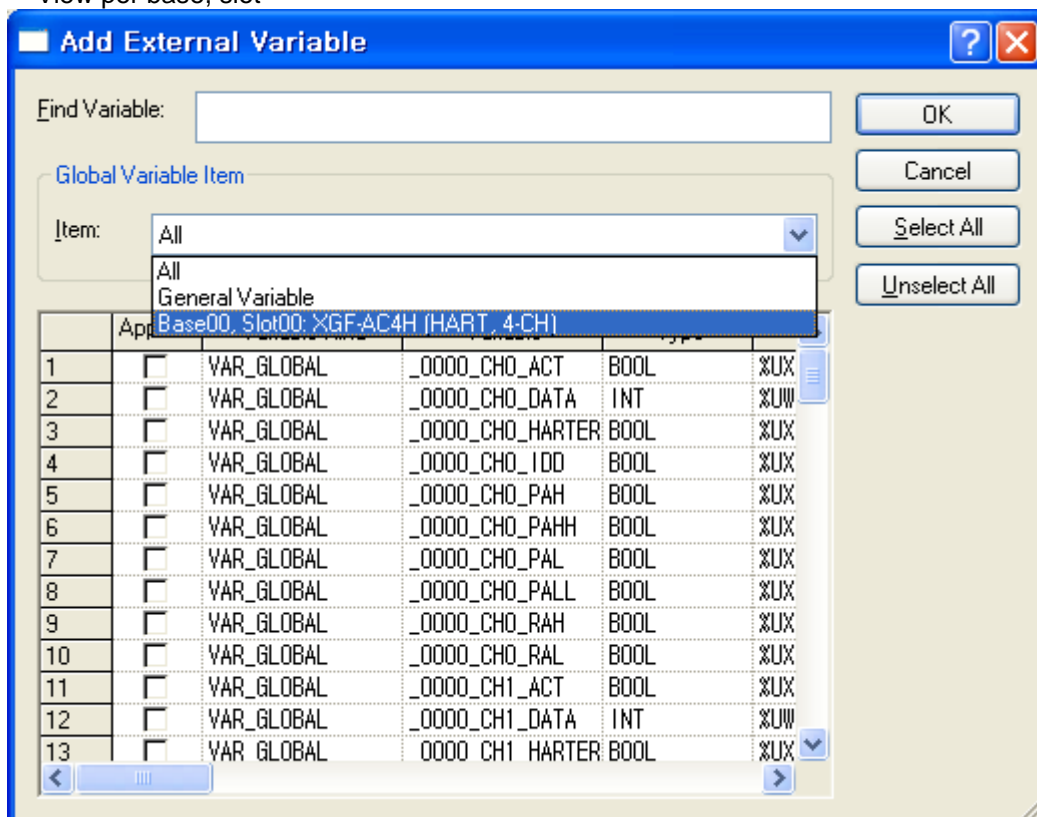 View per base, slot
Add External Variable
Find Variable:
OK
Global Variable Item
Cancel
Item:
All
Select All
All
General Variable
Unselect All
Base00, Slot00: XGF-AC4H (HART, 4-CH)
1 VAR_GLOBAL _0000_CH0_ACT BOOL %UX
2 VAR_GLOBAL _0000_CH0_DATA INT %UW
3 VAR_GLOBAL _0000_CH0_HARTER BOOL %UX
4 VAR_GLOBAL _0000_CH0_IDD BOOL %UX
5 VAR_GLOBAL _0000_CH0_PAH BOOL %UX
6 VAR_GLOBAL _0000_CH0_PAHH BOOL %UX
7 VAR_GLOBAL _0000_CH0_PAL BOOL %UX
8 VAR_GLOBAL _0000_CH0_PALL BOOL %UX
9 VAR_GLOBAL _0000_CH0_RAH BOOL %UX
10 VAR_GLOBAL _0000_CH0_RAL BOOL %UX
11 VAR_GLOBAL _0000_CH1_ACT BOOL %UX
12 VAR_GLOBAL _0000_CH1_DATA INT %UW
13 VAR_GLOBAL _0000_CH1_HARTER BOOL %UX